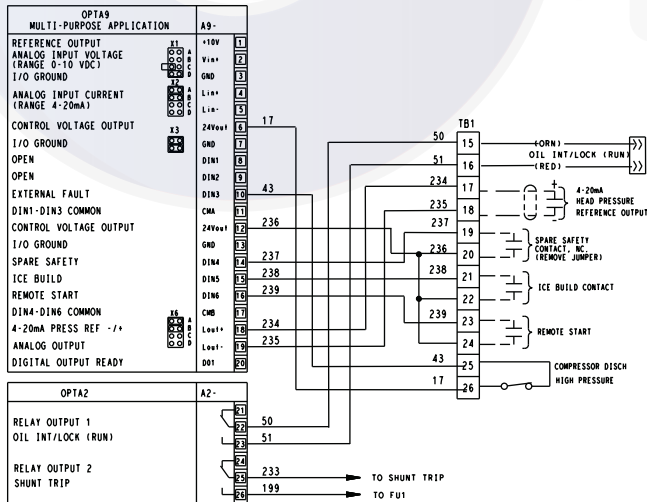 OPTA9
MULTI-PURPOSE APPLICATION
A9-
REFERENCE OUTPUT
X1
+10V
1
ANALOG INPUT VOLTAGE
(RANGE 0-10 VDC)
A
B
C
D
Vin+
2
I/O GROUND
GND
3
X2
ANALOG INPUT CURRENT
(RANGE 4-20mA)
A
B
C
D
Lin+
4
Lin-
5
CONTROL VOLTAGE OUTPUT
X3
24Vout
6
17
I/O GROUND
GND
7
OPEN
DIN1
8
OPEN
DIN2
9
EXTERNAL FAULT
DIN3
10
43
DIN1-DIN3 COMMON
CMA
11
CONTROL VOLTAGE OUTPUT
24Vout
12
236
I/O GROUND
GND
13
SPARE SAFETY
DIN4
14
237
ICE BUILD
DIN5
15
238
REMOTE START
DIN6
16
239
DIN4-DIN6 COMMON
X6
CMB
17
4-20mA PRESS REF -/+
A
B
C
D
Lout+
18
234
ANALOG OUTPUT
Lout-
19
235
DIGITAL OUTPUT READY
DO1
20
TB1
50
15
(ORN)
OIL INT/LOCK (RUN)
51
16
(RED)
234
17
+
4-20mA
HEAD PRESSURE
REFERENCE OUTPUT
235
18
-
237
19
SPARE SAFETY
CONTACT, NC.
(REMOVE JUMPER)
236
20
238
21
ICE BUILD CONTACT
22
239
23
REMOTE START
24
43
25
COMPRESSOR DISCH
HIGH PRESSURE
17
26
OPTA2
A2-
21
RELAY OUTPUT 1
22
50
OIL INT/LOCK (RUN)
23
51
24
RELAY OUTPUT 2
25
233
TO SHUNT TRIP
SHUNT TRIP
26
199
TO FU1